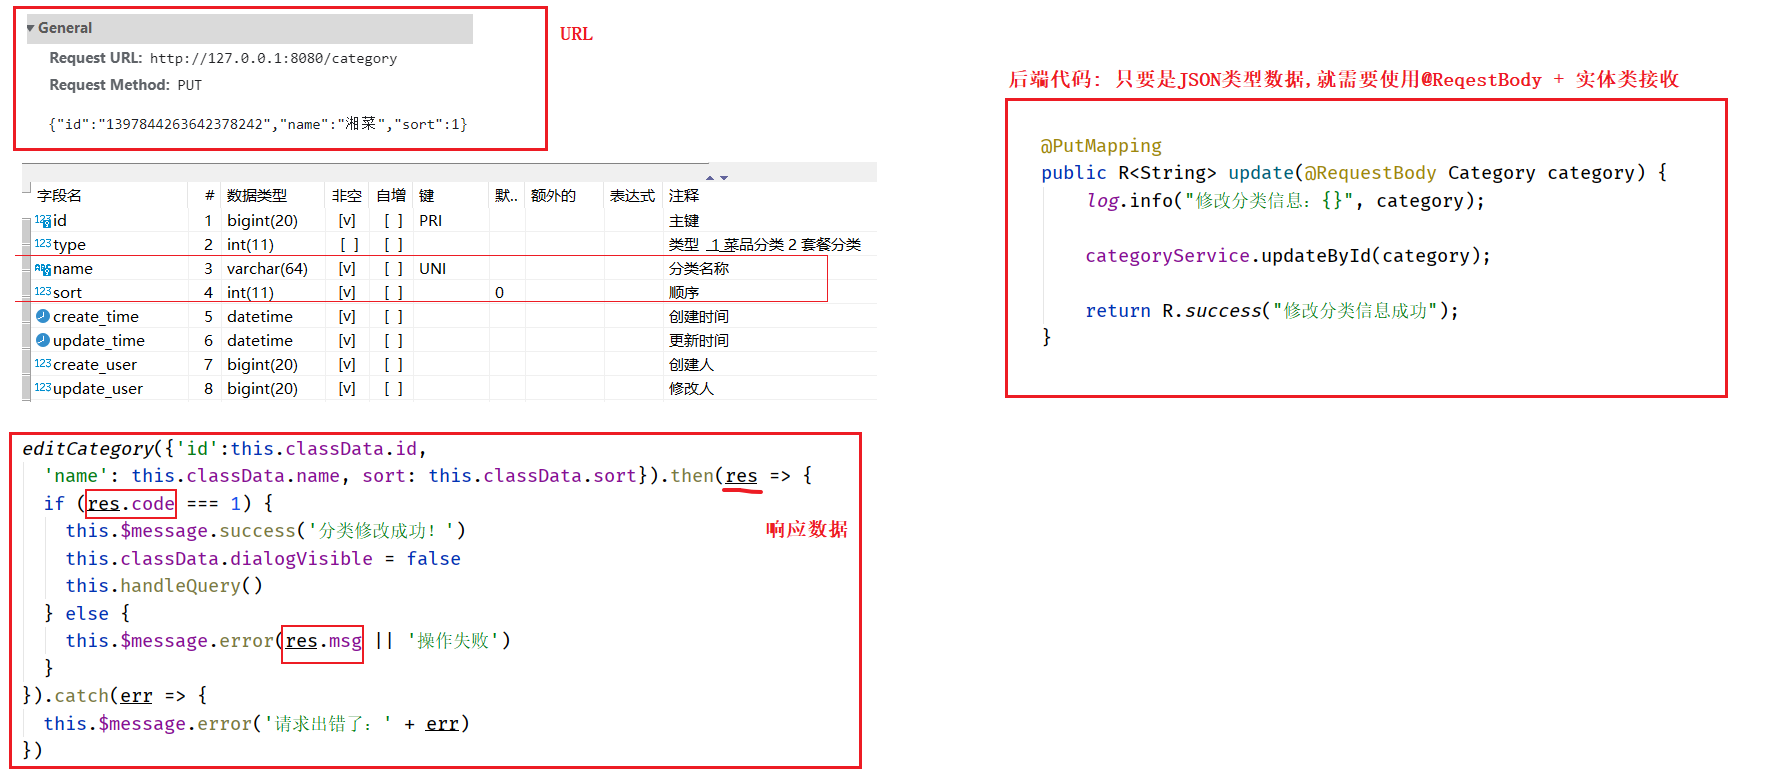 General
Request URL: http://127.0.0.1:8080/category
Request Method: PUT
{"id":"1397844263642378242","name":"湘菜","sort":1}
URL
字段名 # 数据类型 非空 自增 键 默.. 额外的 表达式 注释
123 id 1 bigint(20) [v] [ ] PRI 主键
123 type 2 int(11) [ ] [ ] 类型 1 菜品分类 2 套餐分类
ABC name 3 varchar(64) [v] [ ] UNI 分类名称
123 sort 4 int(11) [v] [ ] 0 顺序
create_time 5 datetime [v] [ ] 创建时间
update_time 6 datetime [v] [ ] 更新时间
123 create_user 7 bigint(20) [v] [ ] 创建人
123 update_user 8 bigint(20) [v] [ ] 修改人
editCategory({'id':this.classData.id,
'name': this.classData.name, sort: this.classData.sort}).then(res => {
if (res.code === 1) {
this.$message.success('分类修改成功！')
this.classData.dialogVisible = false
this.handleQuery()
} else {
this.$message.error(res.msg || '操作失败')
}
}).catch(err => {
this.$message.error('请求出错了：' + err)
})
响应数据
后端代码: 只要是JSON类型数据,就需要使用@ReqestBody + 实体类接收
@PutMapping
public R<String> update(@RequestBody Category category) {
log.info("修改分类信息：{}", category);
categoryService.updateById(category);
return R.success("修改分类信息成功");
}